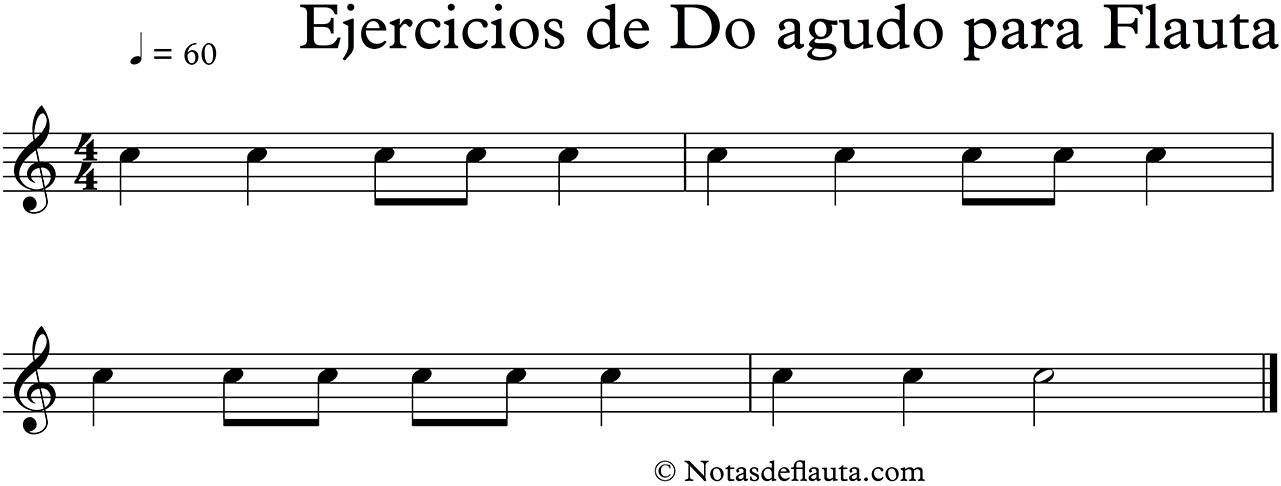 Ejercicios de Do agudo para Flauta
♩ = 60
4
4
© Notasdeflauta.com